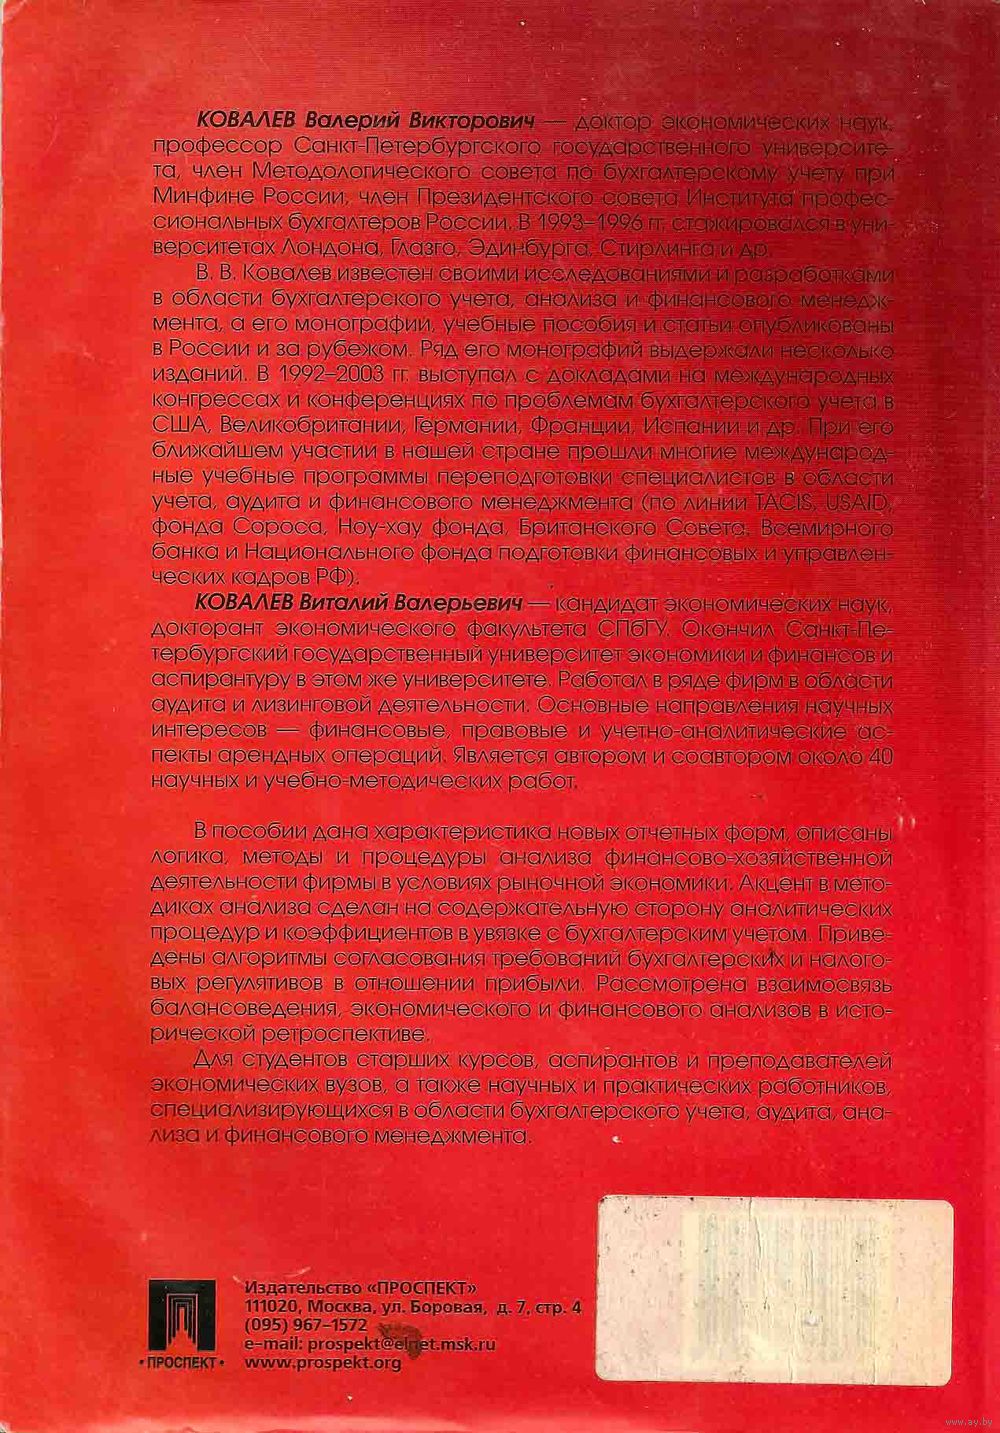 КОВАЛЕВ Валерий Викторович — доктор экономических наук,
профессор Санкт-Петербургского государственного университе-
та, член Методологического совета по бухгалтерскому учету при
Минфине России, член Президентского совета Института профес-
сиональных бухгалтеров России. В 1993–1996 гг. стажировался в уни-
верситетах Лондона, Глазго, Эдинбурга, Стирлинга и др.
В. В. Ковалев известен своими исследованиями и разработками
в области бухгалтерского учета, анализа и финансового менедж-
мента, а его монографии, учебные пособия и статьи опубликованы
в России и за рубежом. Ряд его монографий выдержали несколько
изданий. В 1992–2003 гг. выступал с докладами на международных
конгрессах и конференциях по проблемам бухгалтерского учета в
США, Великобритании, Германии, Франции, Испании и др. При его
ближайшем участии в нашей стране прошли многие международ-
ные учебные программы переподготовки специалистов в области
учета, аудита и финансового менеджмента (по линии TACIS, USAID,
фонда Сороса, Ноу-хау фонда, Британского Совета, Всемирного
банка и Национального фонда подготовки финансовых и управлен-
ческих кадров РФ).
КОВАЛЕВ Виталий Валерьевич — кандидат экономических наук,
докторант экономического факультета СПбГУ. Окончил Санкт-Пе-
тербургский государственный университет экономики и финансов и
аспирантуру в этом же университете. Работал в ряде фирм в области
аудита и лизинговой деятельности. Основные направления научных
интересов — финансовые, правовые и учетно-аналитические ас-
пекты арендных операций. Является автором и соавтором около 40
научных и учебно-методических работ.
В пособии дана характеристика новых отчетных форм, описаны
логика, методы и процедуры анализа финансово-хозяйственной
деятельности фирмы в условиях рыночной экономики. Акцент в мето-
диках анализа сделан на содержательную сторону аналитических
процедур и коэффициентов в увязке с бухгалтерским учетом. Приве-
дены алгоритмы согласования требований бухгалтерских и налого-
вых регулятивов в отношении прибыли. Рассмотрена взаимосвязь
балансоведения, экономического и финансового анализов в исто-
рической ретроспективе.
Для студентов старших курсов, аспирантов и преподавателей
экономических вузов, а также научных и практических работников,
специализирующихся в области бухгалтерского учета, аудита, ана-
лиза и финансового менеджмента.
Издательство «ПРОСПЕКТ»
111020, Москва, ул. Боровая, д. 7, стр. 4
(095) 967–1572
e-mail: prospekt@elnet.msk.ru
www.prospekt.org
• ПРОСПЕКТ •
www.ay.by